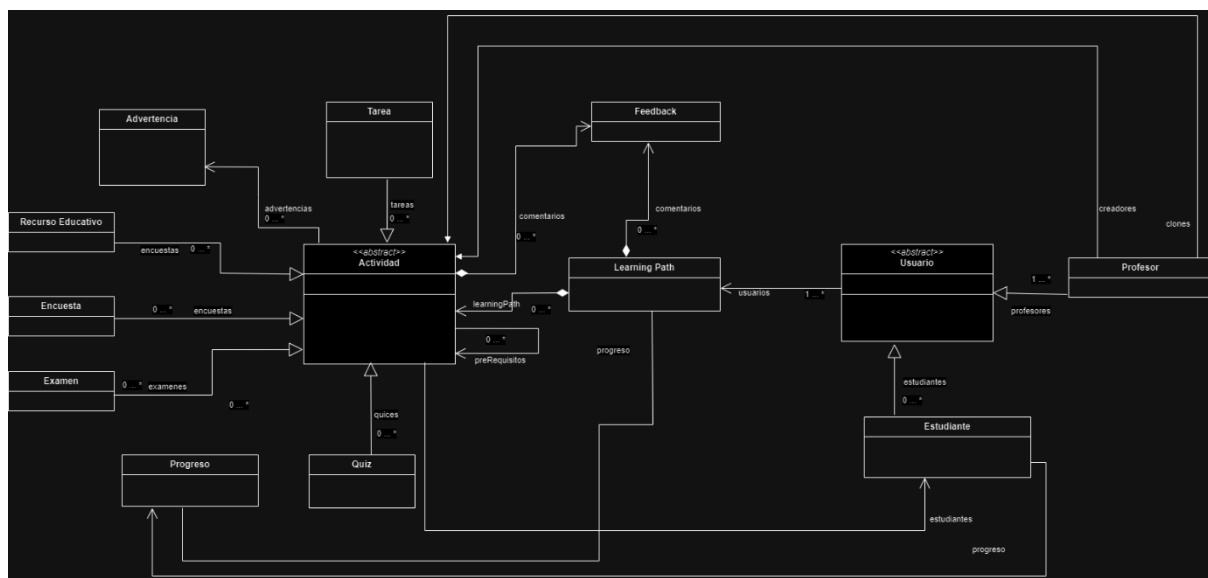 clones
creadores
Advertencia
Tarea
Feedback
advertencias
0 ... *
tareas
0 ... *
comentarios
0 ... *
comentarios
0 ... *
Recurso Educativo
encuestas
0 ... *
<<abstract>>
Actividad
Learning Path
<<abstract>>
Usuario
Profesor
1 ... *
profesores
usuarios
1 ... *
Encuesta
0 ... *
encuestas
learningPath
0 ... *
0 ... *
preRequisitos
progreso
Examen
0 ... *
examenes
0 ... *
estudiantes
0 ... *
quices
0 ... *
Estudiante
Progreso
Quiz
estudiantes
progreso